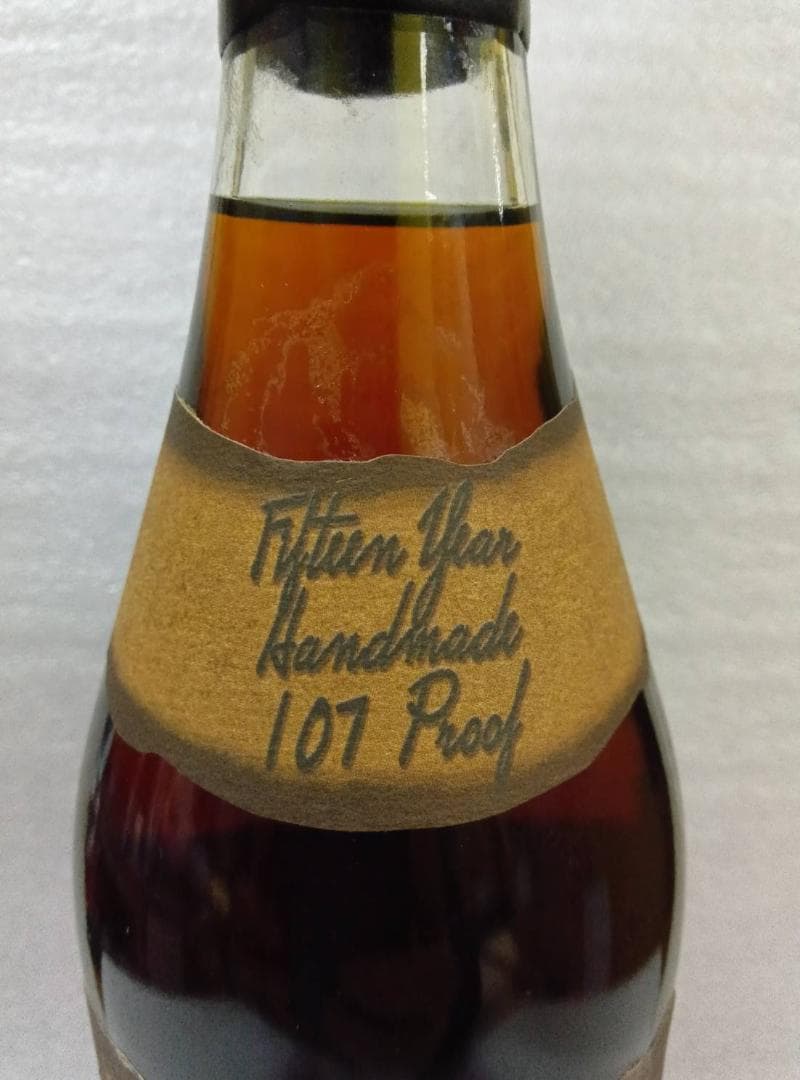 Fifteen Year
Handmade
107 Proof